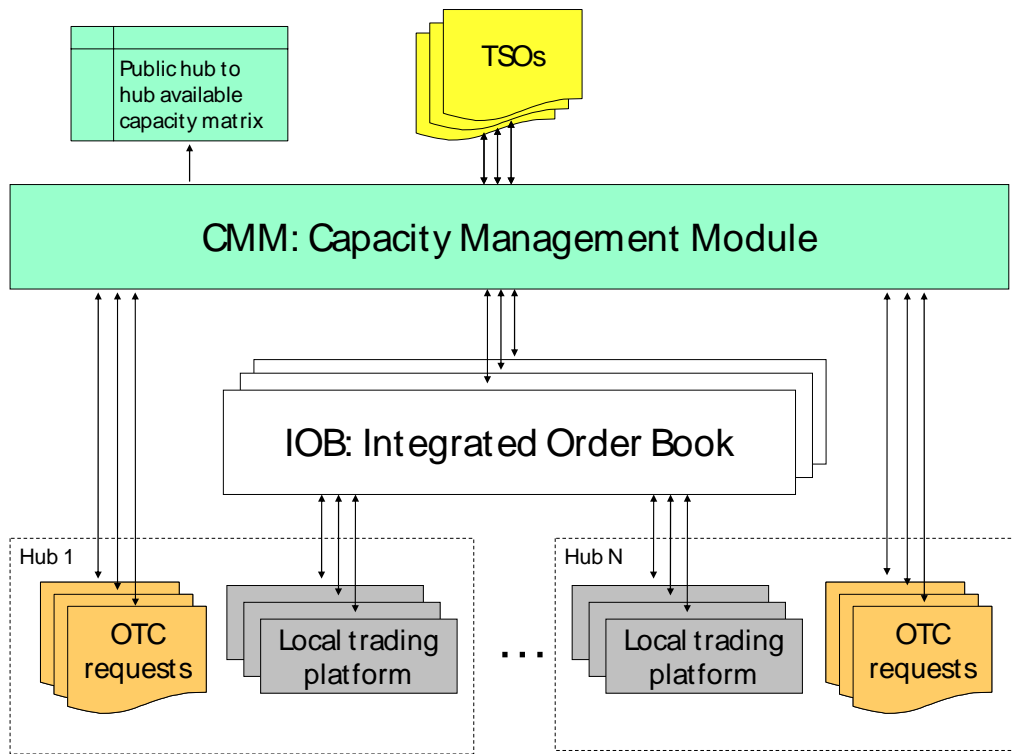 Public hub to
hub available
capacity matrix
TSOs
CMM: Capacity Management Module
IOB: Integrated Order Book
Hub 1
Hub N
OTC
requests
Local trading
platform
...
Local trading
platform
OTC
requests